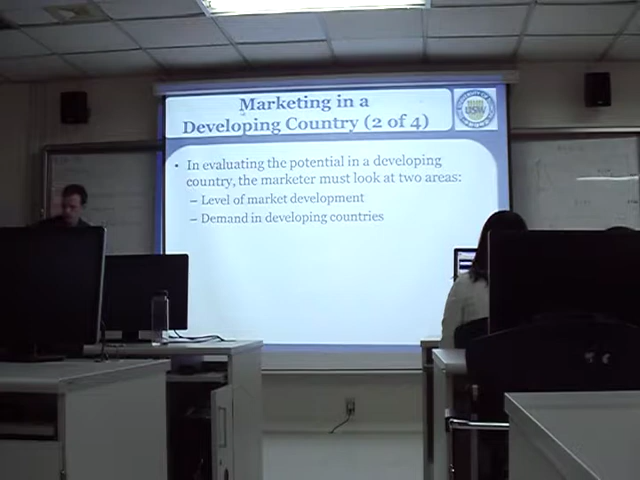 Marketing in a
Developing Country (2 of 4)
• In evaluating the potential in a developing
country, the marketer must look at two areas:
– Level of market development
– Demand in developing countries